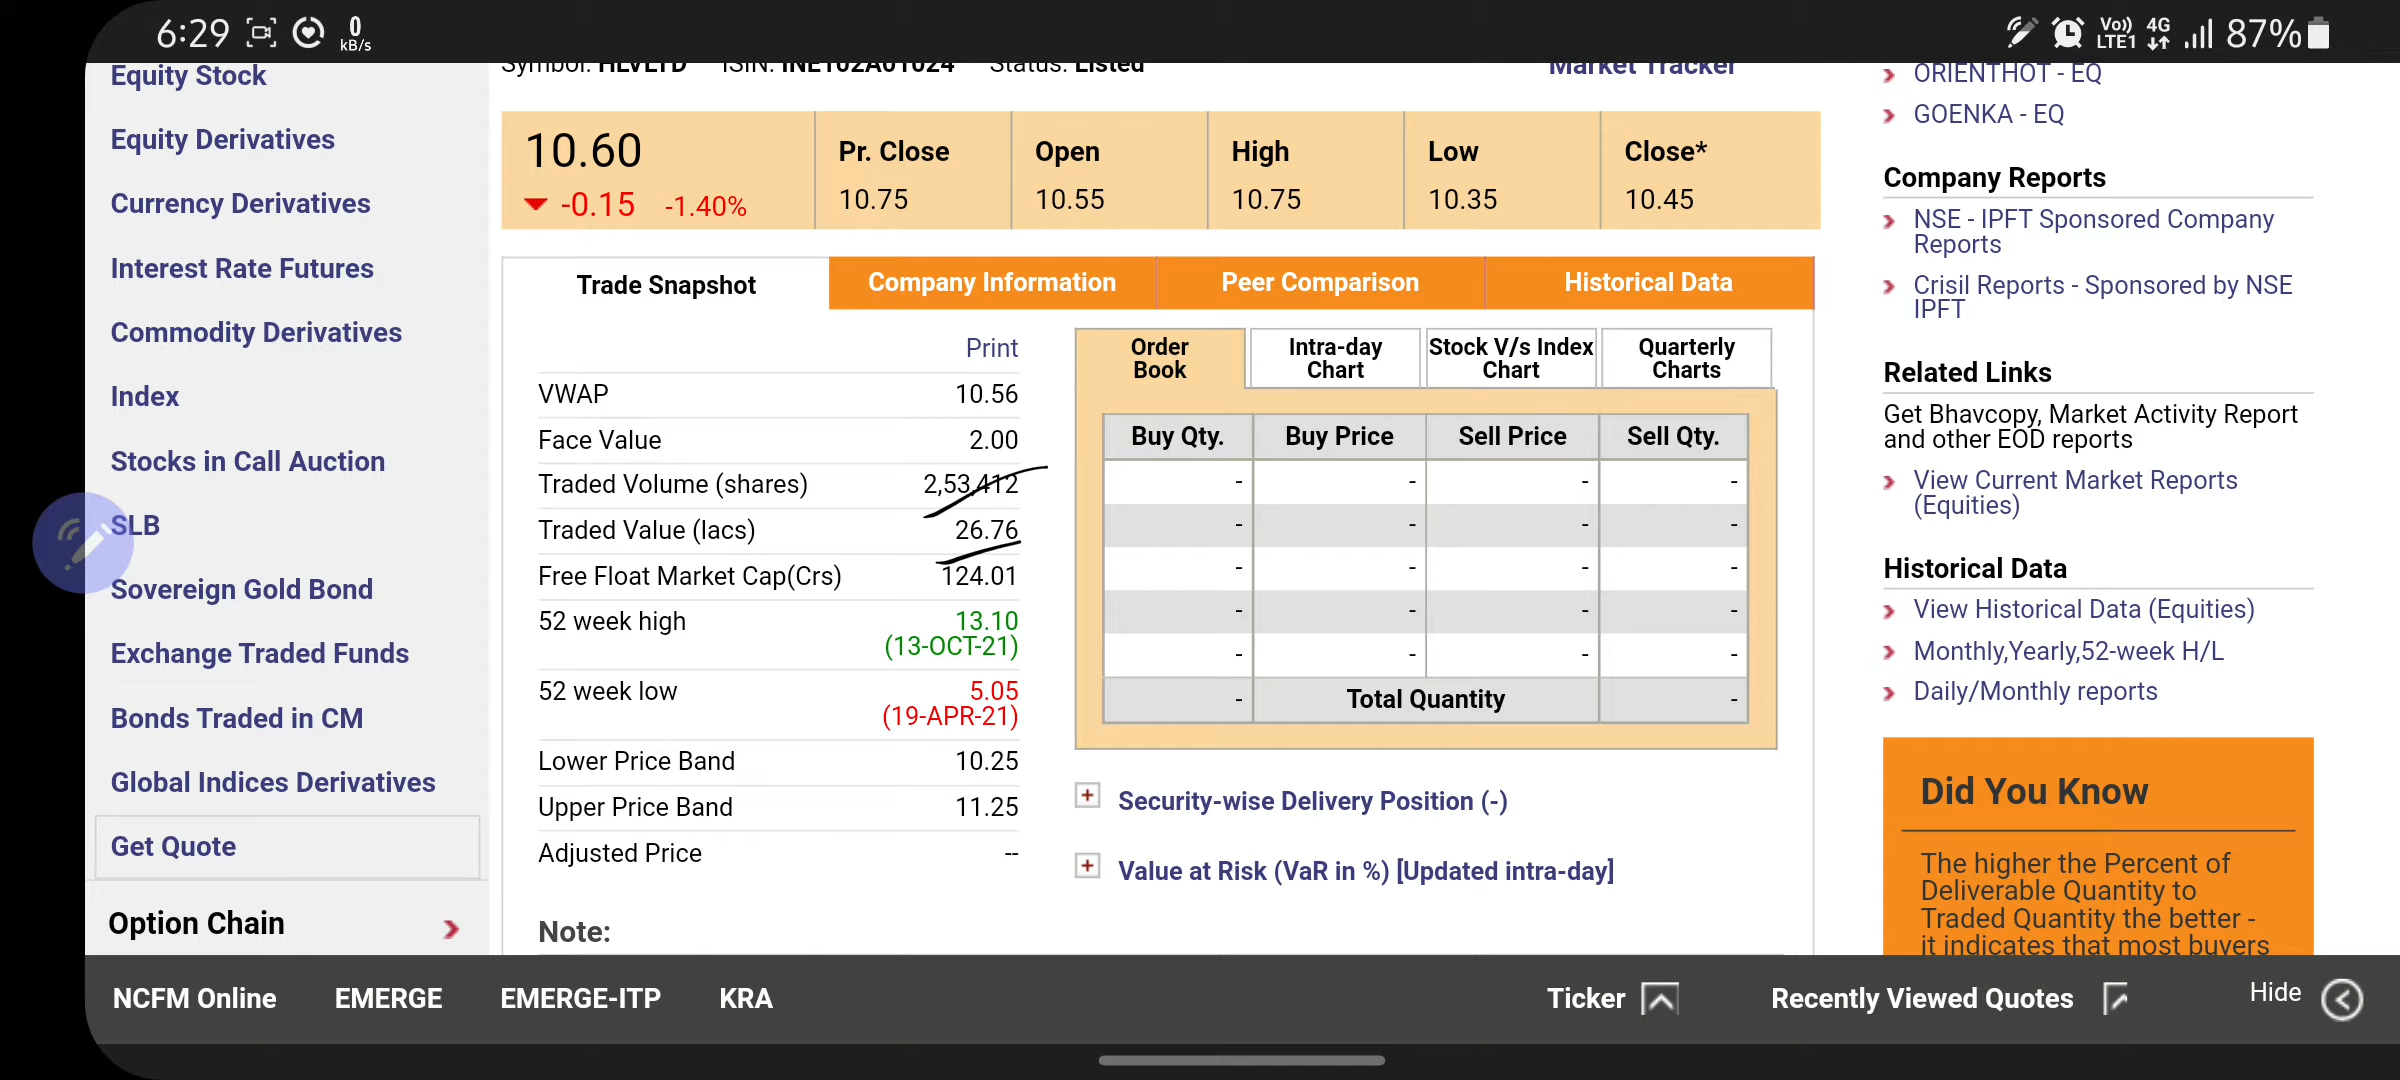 6:29 0 kB/s Vo)) LTE1 4G 87%
Equity Stock
Equity Derivatives
Currency Derivatives
Interest Rate Futures
Commodity Derivatives
Index
Stocks in Call Auction
SLB
Sovereign Gold Bond
Exchange Traded Funds
Bonds Traded in CM
Global Indices Derivatives
Get Quote
Option Chain
Symbol: HLVLTD ISIN: INE102A01024 Status: Listed
Market Tracker
10.60
-0.15 -1.40%
Pr. Close Open High Low Close*
10.75 10.55 10.75 10.35 10.45
Trade Snapshot Company Information Peer Comparison Historical Data
Print
VWAP 10.56
Face Value 2.00
Traded Volume (shares) 2,53,412
Traded Value (lacs) 26.76
Free Float Market Cap(Crs) 124.01
52 week high 13.10
(13-OCT-21)
52 week low 5.05
(19-APR-21)
Lower Price Band 10.25
Upper Price Band 11.25
Adjusted Price --
Note:
Order Book
Intra-day Chart
Stock V/s Index Chart
Quarterly Charts
Buy Qty. Buy Price Sell Price Sell Qty.
- - - -
- - - -
- - - -
- - - -
- - - -
- Total Quantity -
Security-wise Delivery Position (-)
Value at Risk (VaR in %) [Updated intra-day]
ORIENTHOT - EQ
GOENKA - EQ
Company Reports
NSE - IPFT Sponsored Company
Reports
Crisil Reports - Sponsored by NSE
IPFT
Related Links
Get Bhavcopy, Market Activity Report
and other EOD reports
View Current Market Reports
(Equities)
Historical Data
View Historical Data (Equities)
Monthly,Yearly,52-week H/L
Daily/Monthly reports
Did You Know
The higher the Percent of
Deliverable Quantity to
Traded Quantity the better -
it indicates that most buyers
NCFM Online EMERGE EMERGE-ITP KRA Ticker Recently Viewed Quotes Hide